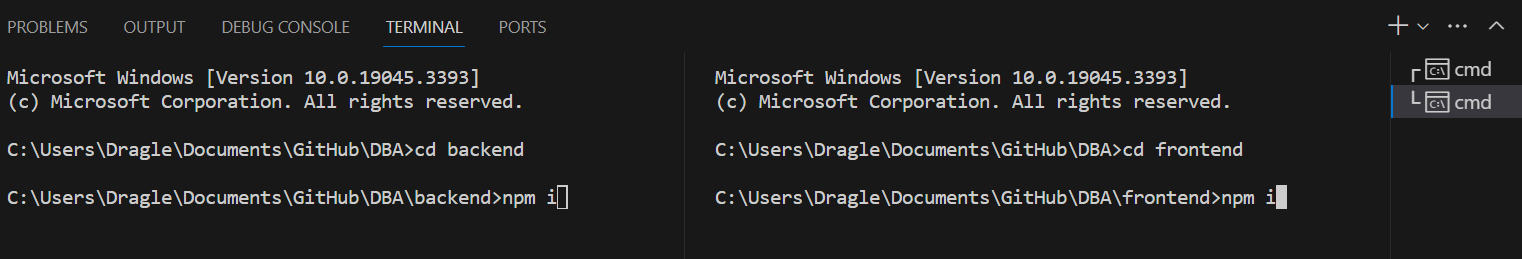 PROBLEMS OUTPUT DEBUG CONSOLE TERMINAL PORTS
Microsoft Windows [Version 10.0.19045.3393]
(c) Microsoft Corporation. All rights reserved.
C:\Users\Dragle\Documents\GitHub\DBA>cd backend
C:\Users\Dragle\Documents\GitHub\DBA\backend>npm i
Microsoft Windows [Version 10.0.19045.3393]
(c) Microsoft Corporation. All rights reserved.
C:\Users\Dragle\Documents\GitHub\DBA>cd frontend
C:\Users\Dragle\Documents\GitHub\DBA\frontend>npm i
cmd
cmd